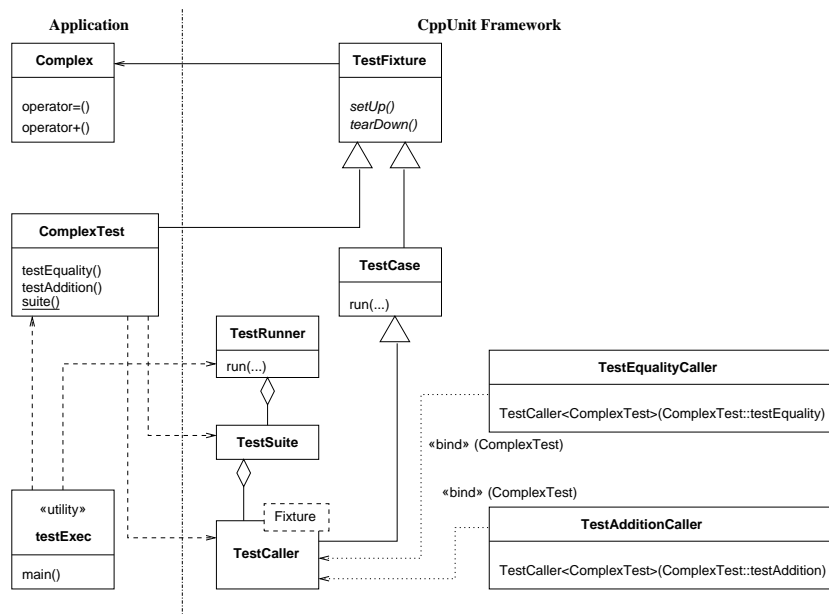 Application
CppUnit Framework
Complex
operator=()
operator+()
TestFixture
setUp()
tearDown()
ComplexTest
testEquality()
testAddition()
suite()
TestCase
run(...)
TestRunner
run(...)
TestEqualityCaller
TestCaller<ComplexTest>(ComplexTest::testEquality)
TestSuite
«bind» (ComplexTest)
«bind» (ComplexTest)
«utility»
testExec
main()
Fixture
TestCaller
TestAdditionCaller
TestCaller<ComplexTest>(ComplexTest::testAddition)